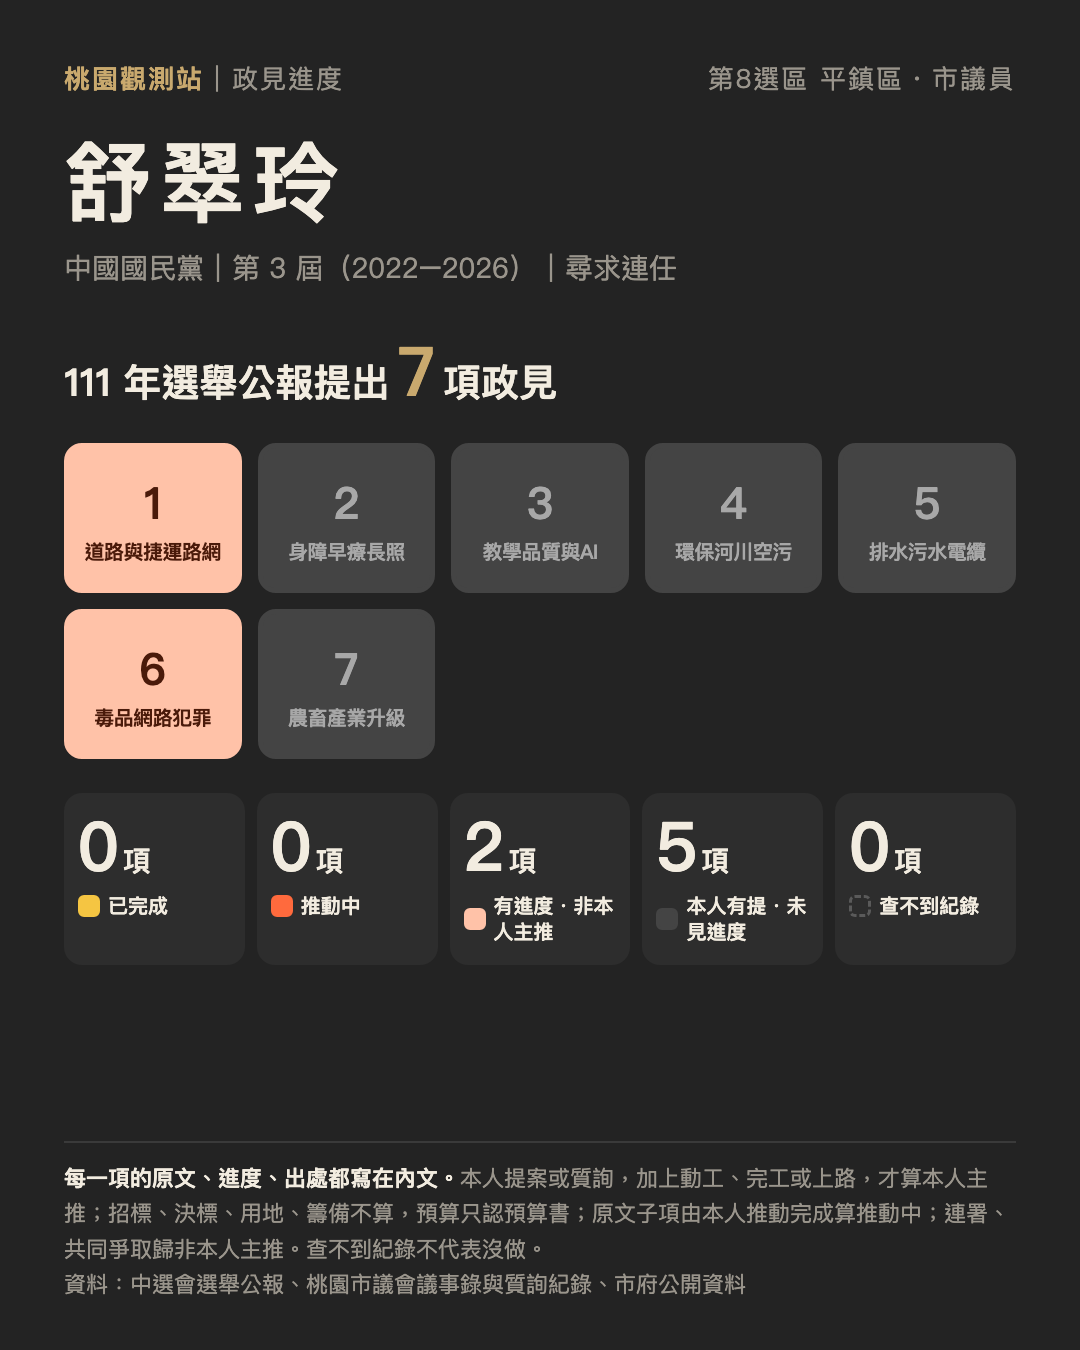 桃園觀測站｜政見進度
第8選區 平鎮區・市議員
舒翠玲
中國國民黨｜第 3 屆（2022–2026）｜尋求連任
111 年選舉公報提出 7 項政見
1
道路與捷運路網
2
身障早療長照
3
教學品質與AI
4
環保河川空污
5
排水污水電纜
6
毒品網路犯罪
7
農畜產業升級
0項
已完成
0項
推動中
2項
有進度・非本
人主推
5項
本人有提・未
見進度
0項
查不到紀錄
每一項的原文、進度、出處都寫在內文。本人提案或質詢，加上動工、完工或上路，才算本人主
推；招標、決標、用地、籌備不算，預算只認預算書；原文子項由本人推動完成算推動中；連署、
共同爭取歸非本人主推。查不到紀錄不代表沒做。
資料：中選會選舉公報、桃園市議會議事錄與質詢紀錄、市府公開資料